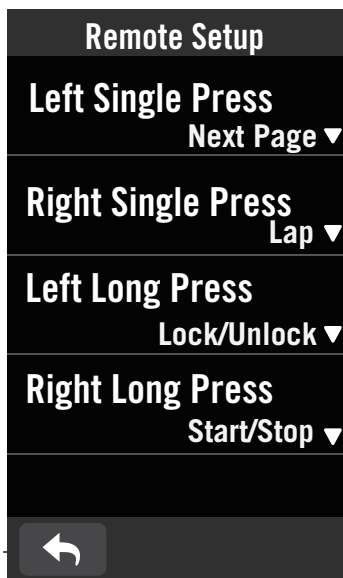 Remote Setup
Left Single Press
Next Page
Right Single Press
Lap
Left Long Press
Lock/Unlock
Right Long Press
Start/Stop